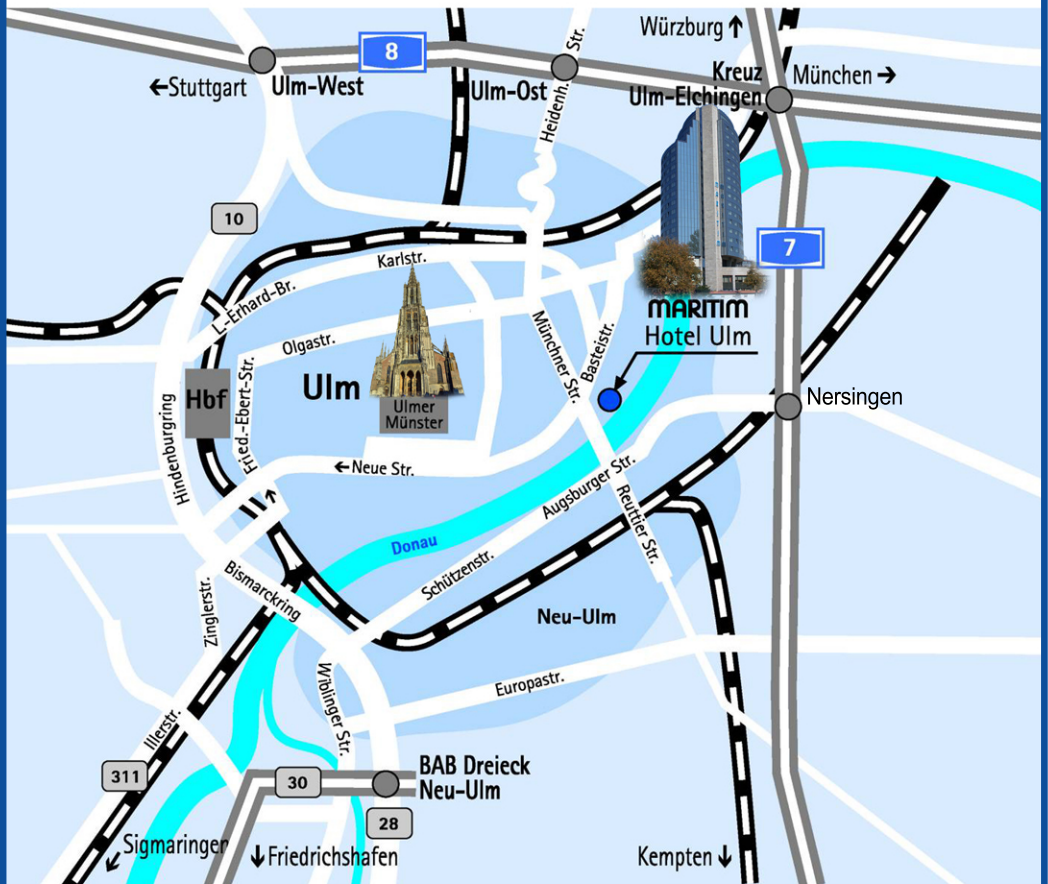 Würzburg ↑
8
←Stuttgart
Ulm-West
Ulm-Ost
Heidenh. Str.
Kreuz
Ulm-Elchingen
München →
10
7
Karlstr.
L.-Erhard-Br.
Olgastr.
MARITIM
Hotel Ulm
Münchner Str.
Basteistr.
Hbf
Ulm
Ulmer
Münster
Nersingen
Hindenburgring
Fried.-Ebert-Str.
←Neue Str.
Augsburger Str.
Reuttier Str.
Donau
Schützenstr.
Bismarckring
Zinglerstr.
Neu-Ulm
Wiblinger Str.
Europastr.
Illerstr.
311
30
BAB Dreieck
Neu-Ulm
28
↙Sigmaringen
↓Friedrichshafen
Kempten↓